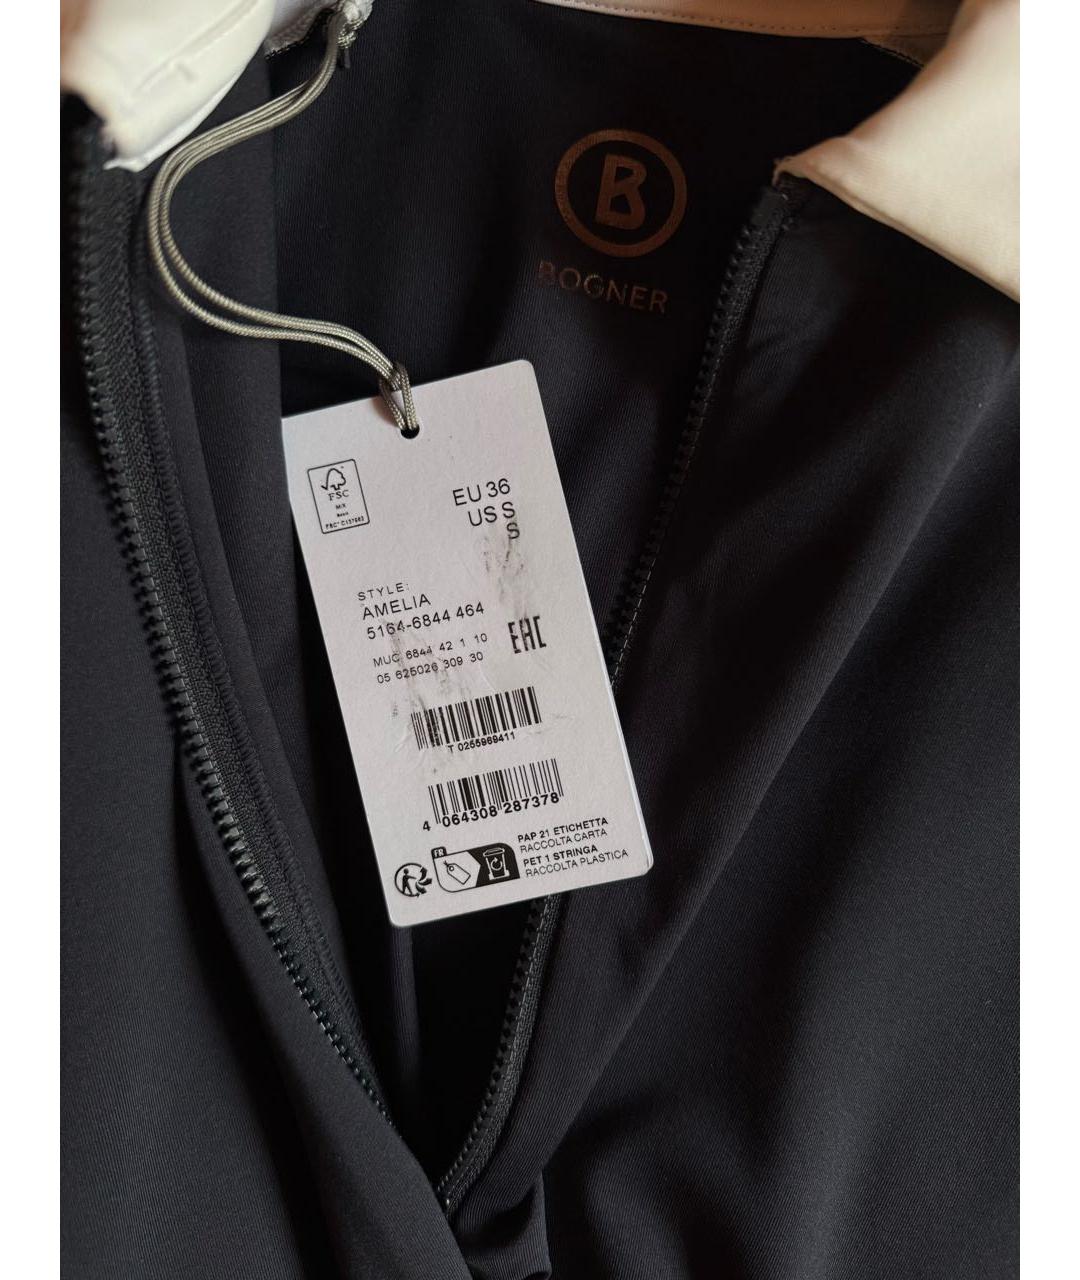 B
BOGNER
FSC
MIX
EU 36
US S
S
STYLE:
AMELIA
5164-6844 464
MUC 6844 42 1 10
05 625026 309 30
EAC
T 0255969411
4 064308 287378
FR
PAP 21 ETICHETTA
RACCOLTA CARTA
PET 1 STRINGA
RACCOLTA PLASTICA